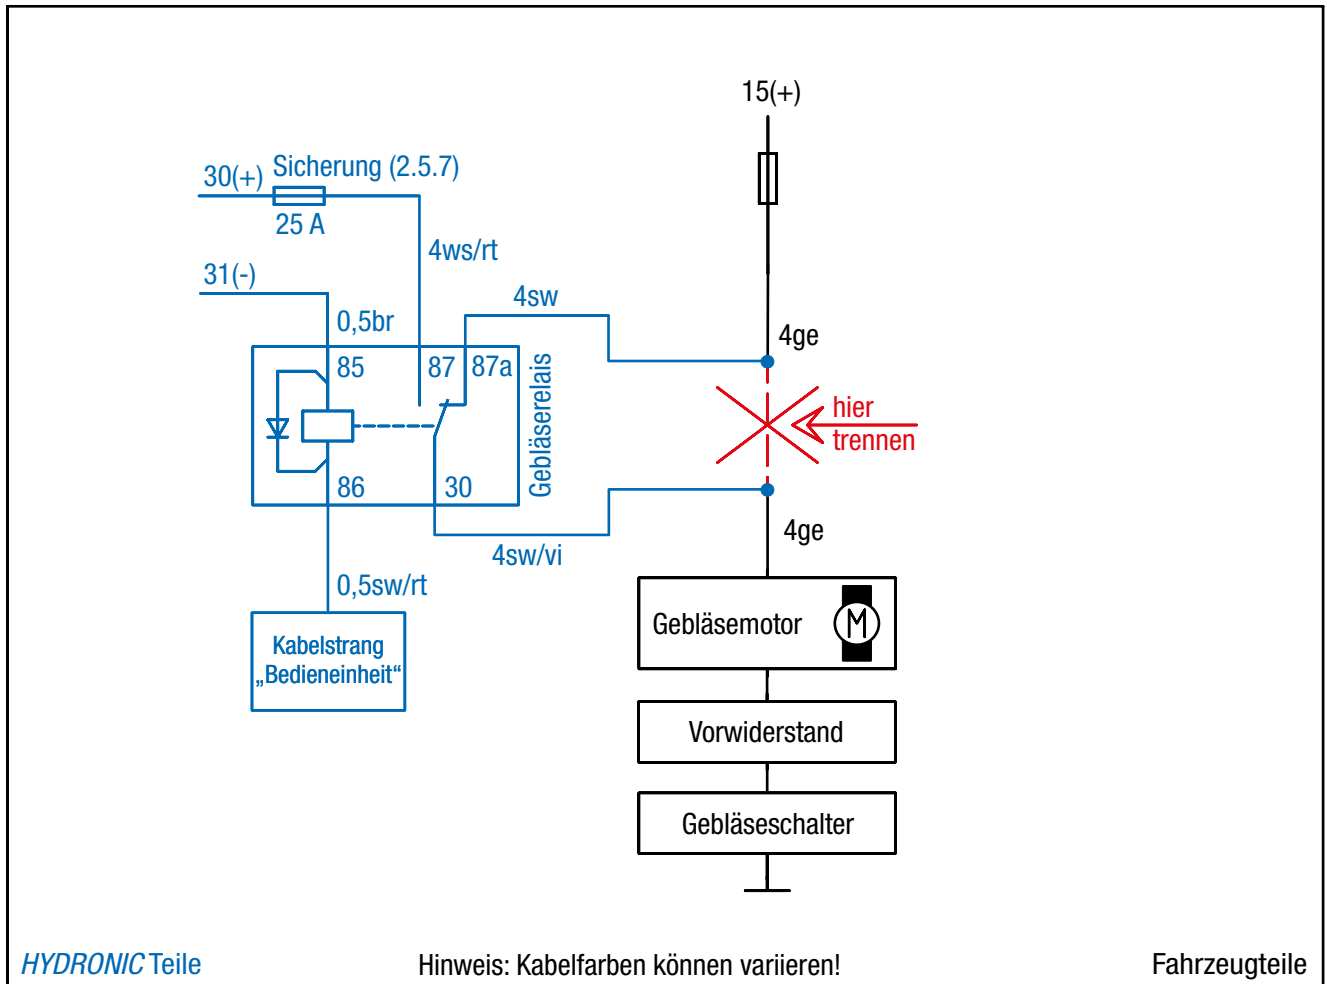 15(+)
30(+)
Sicherung (2.5.7)
25 A
4ws/rt
31(-)
4sw
0,5br
4ge
85
87
87a
Gebläserelais
hier
trennen
86
30
4sw/vi
4ge
0,5sw/rt
Kabelstrang
„Bedieneinheit“
Gebläsemotor
M
Vorwiderstand
Gebläseschalter
HYDRONIC Teile
Hinweis: Kabelfarben können variieren!
Fahrzeugteile